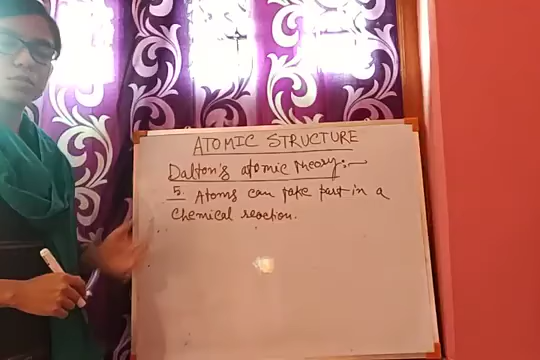 ATOMIC STRUCTURE
Dalton's atomic theory:→
5. Atoms can take part in a
Chemical reaction.